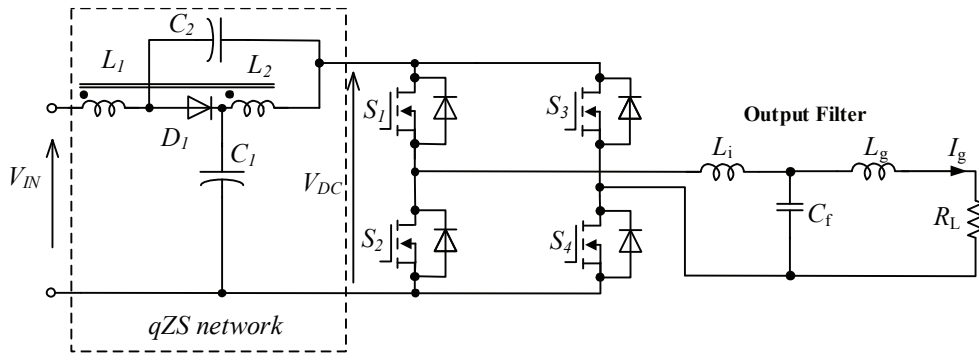 C2
L1
L2
D1
C1
VIN
VDC
S1
S3
S2
S4
Output Filter
Li
Lg
Ig
Cf
RL
qZS network